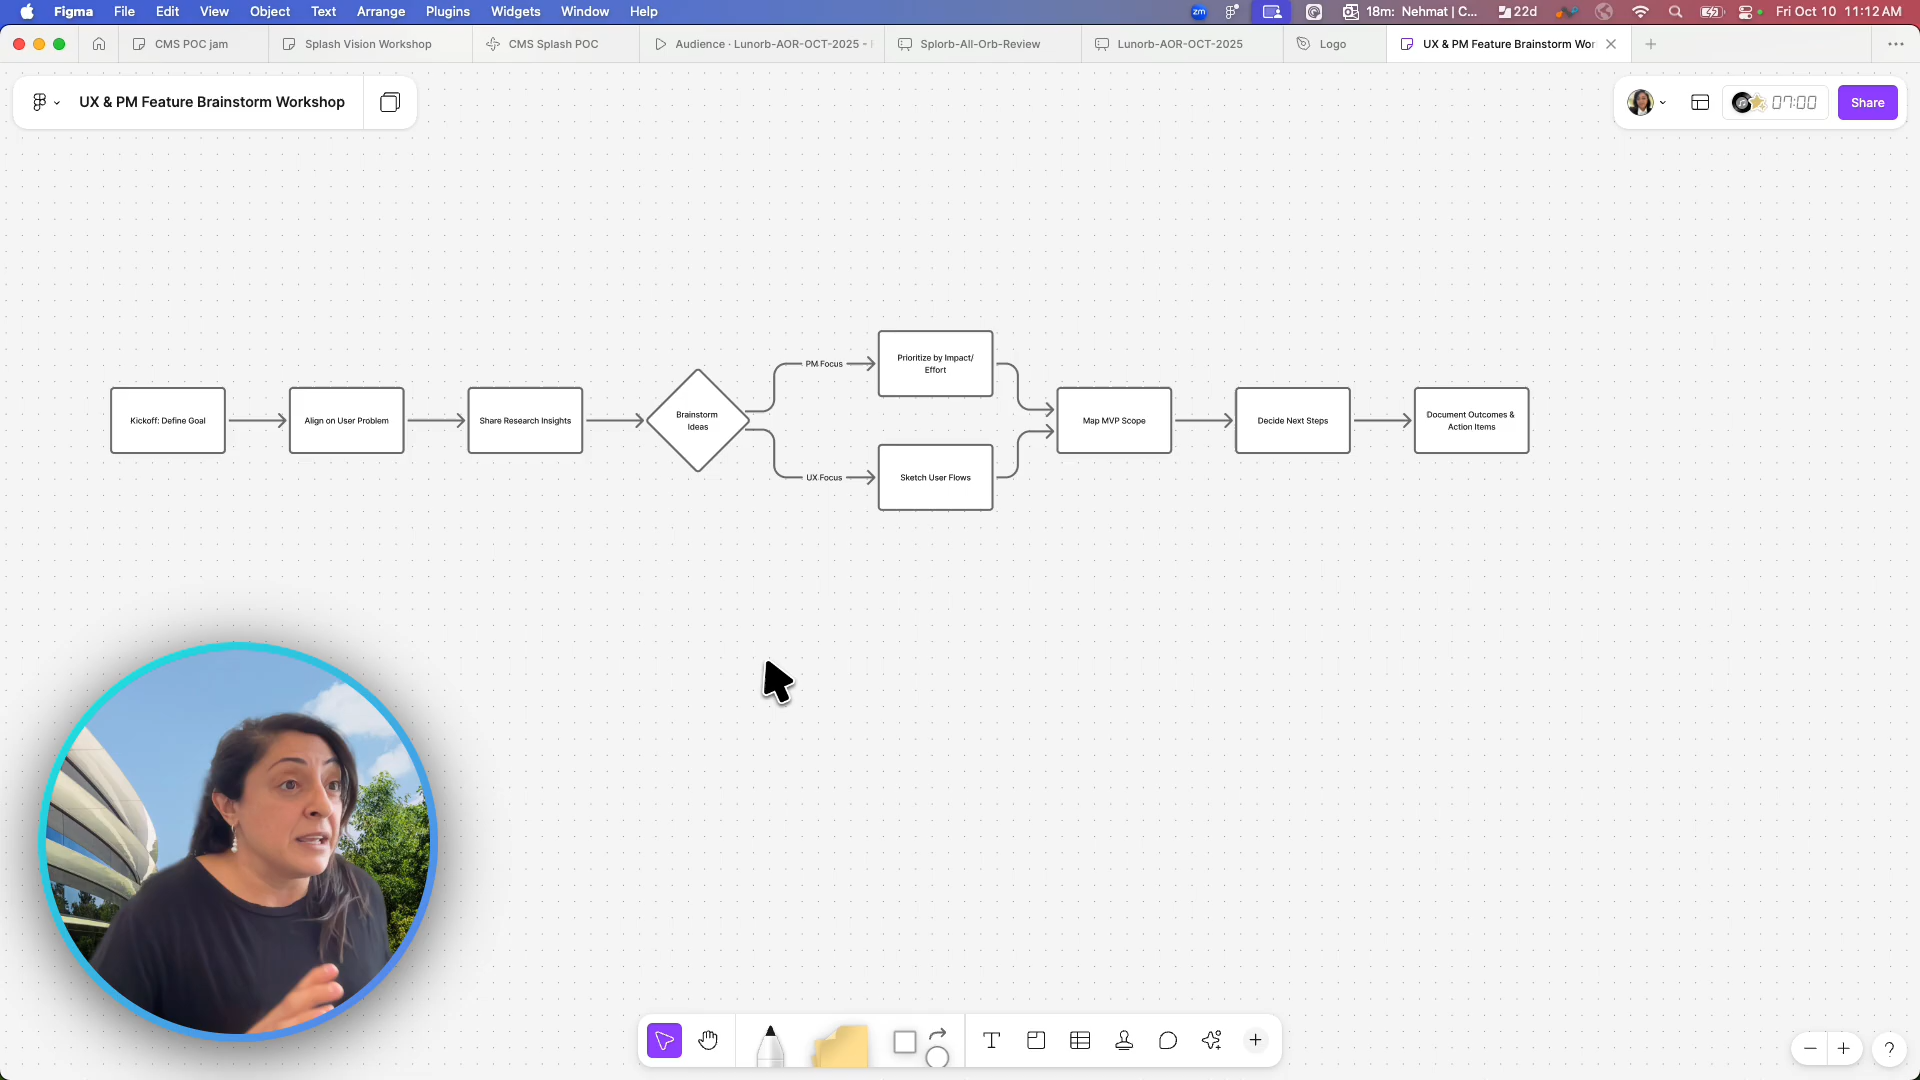 Figma File Edit View Object Text Arrange Plugins Widgets Window Help
zm 18m: Nehmat | C... 22d Fri Oct 10 11:12 AM
CMS POC jam
Splash Vision Workshop
CMS Splash POC
Audience · Lunorb-AOR-OCT-2025 -
Splorb-All-Orb-Review
Lunorb-AOR-OCT-2025
Logo
UX & PM Feature Brainstorm Wor
UX & PM Feature Brainstorm Workshop
07:00
Share
Kickoff: Define Goal
Align on User Problem
Share Research Insights
Brainstorm
Ideas
PM Focus
Prioritize by Impact/
Effort
UX Focus
Sketch User Flows
Map MVP Scope
Decide Next Steps
Document Outcomes &
Action Items
T
?